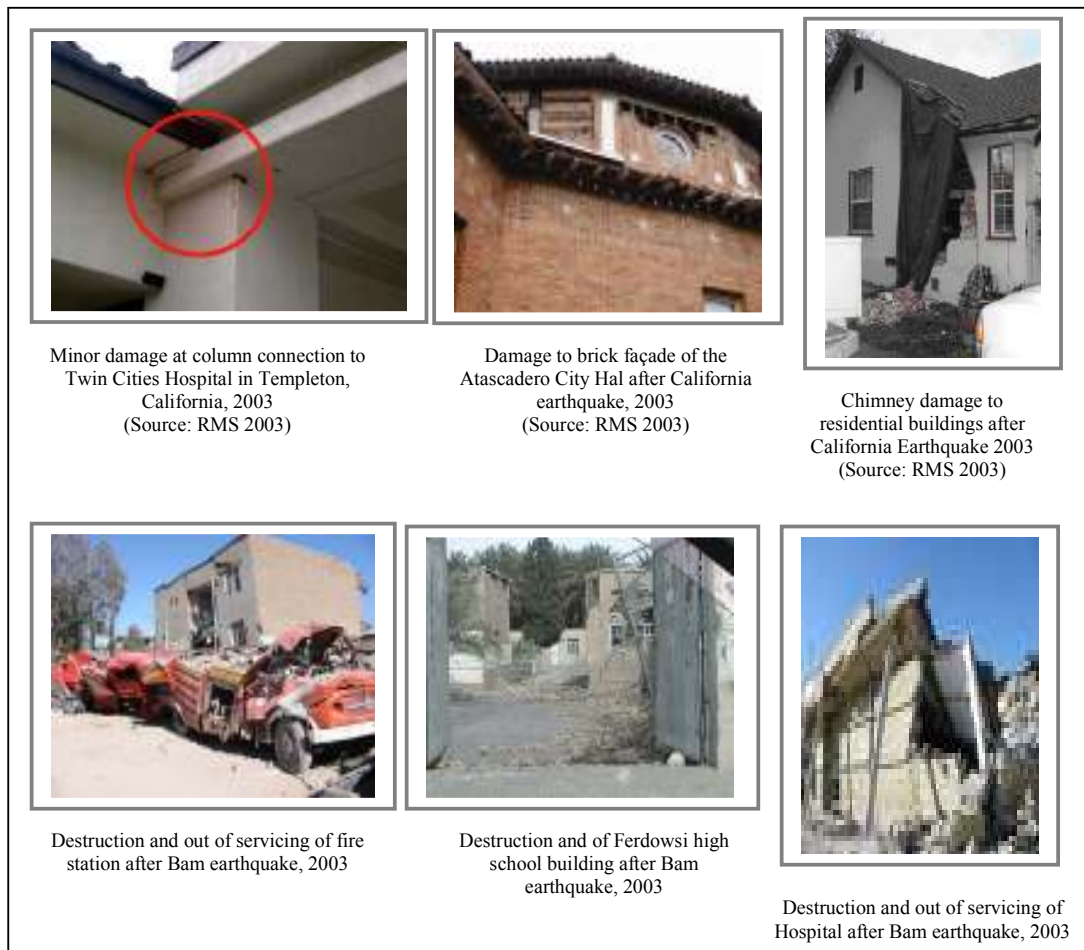 Minor damage at column connection to
Twin Cities Hospital in Templeton,
California, 2003
(Source: RMS 2003)
Damage to brick façade of the
Atascadero City Hal after California
earthquake, 2003
(Source: RMS 2003)
Chimney damage to
residential buildings after
California Earthquake 2003
(Source: RMS 2003)
Destruction and out of servicing of fire
station after Bam earthquake, 2003
Destruction and of Ferdowsi high
school building after Bam
earthquake, 2003
Destruction and out of servicing of
Hospital after Bam earthquake, 2003